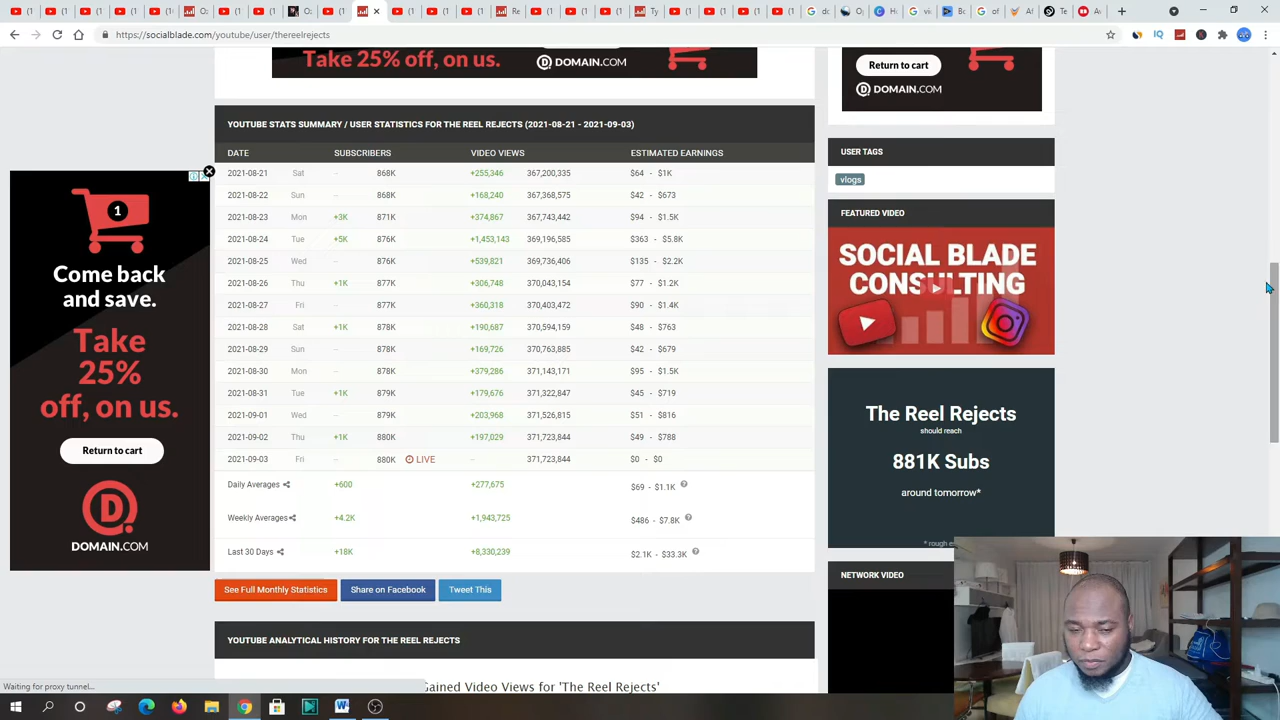 https://socialblade.com/youtube/user/thereelrejects
Take 25% off, on us.
DOMAIN.COM
Return to cart
DOMAIN.COM
1
Come back
and save.
Take
25%
off, on us.
Return to cart
D
DOMAIN.COM
YOUTUBE STATS SUMMARY / USER STATISTICS FOR THE REEL REJECTS (2021-08-21 - 2021-09-03)
DATE SUBSCRIBERS VIDEO VIEWS ESTIMATED EARNINGS
2021-08-21 Sat -- 868K +255,346 367,200,335 $64 - $1K
2021-08-22 Sun -- 868K +168,240 367,368,575 $42 - $673
2021-08-23 Mon +3K 871K +374,867 367,743,442 $94 - $1.5K
2021-08-24 Tue +5K 876K +1,453,143 369,196,585 $363 - $5.8K
2021-08-25 Wed -- 876K +539,821 369,736,406 $135 - $2.2K
2021-08-26 Thu +1K 877K +306,748 370,043,154 $77 - $1.2K
2021-08-27 Fri -- 877K +360,318 370,403,472 $90 - $1.4K
2021-08-28 Sat +1K 878K +190,687 370,594,159 $48 - $763
2021-08-29 Sun -- 878K +169,726 370,763,885 $42 - $679
2021-08-30 Mon -- 878K +379,286 371,143,171 $95 - $1.5K
2021-08-31 Tue +1K 879K +179,676 371,322,847 $45 - $719
2021-09-01 Wed -- 879K +203,968 371,526,815 $51 - $816
2021-09-02 Thu +1K 880K +197,029 371,723,844 $49 - $788
2021-09-03 Fri -- 880K LIVE -- 371,723,844 $0 - $0
Daily Averages +600 +277,675 $69 - $1.1K
Weekly Averages +4.2K +1,943,725 $486 - $7.8K
Last 30 Days +18K +8,330,239 $2.1K - $33.3K
See Full Monthly Statistics Share on Facebook Tweet This
YOUTUBE ANALYTICAL HISTORY FOR THE REEL REJECTS
Gained Video Views for 'The Reel Rejects'
USER TAGS
vlogs
FEATURED VIDEO
SOCIAL BLADE
CONSULTING
The Reel Rejects
should reach
881K Subs
around tomorrow*
* rough
NETWORK VIDEO
Waiting for proxy tunnel...